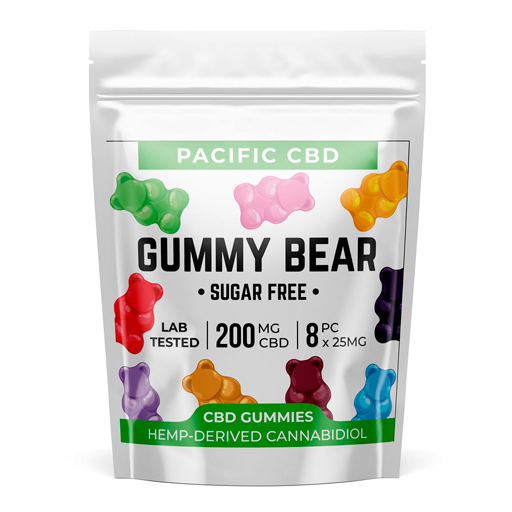 PACIFIC CBD
GUMMY BEAR
• SUGAR FREE •
LAB TESTED
200 MG CBD
8 PC x 25MG
CBD GUMMIES
HEMP-DERIVED CANNABIDIOL